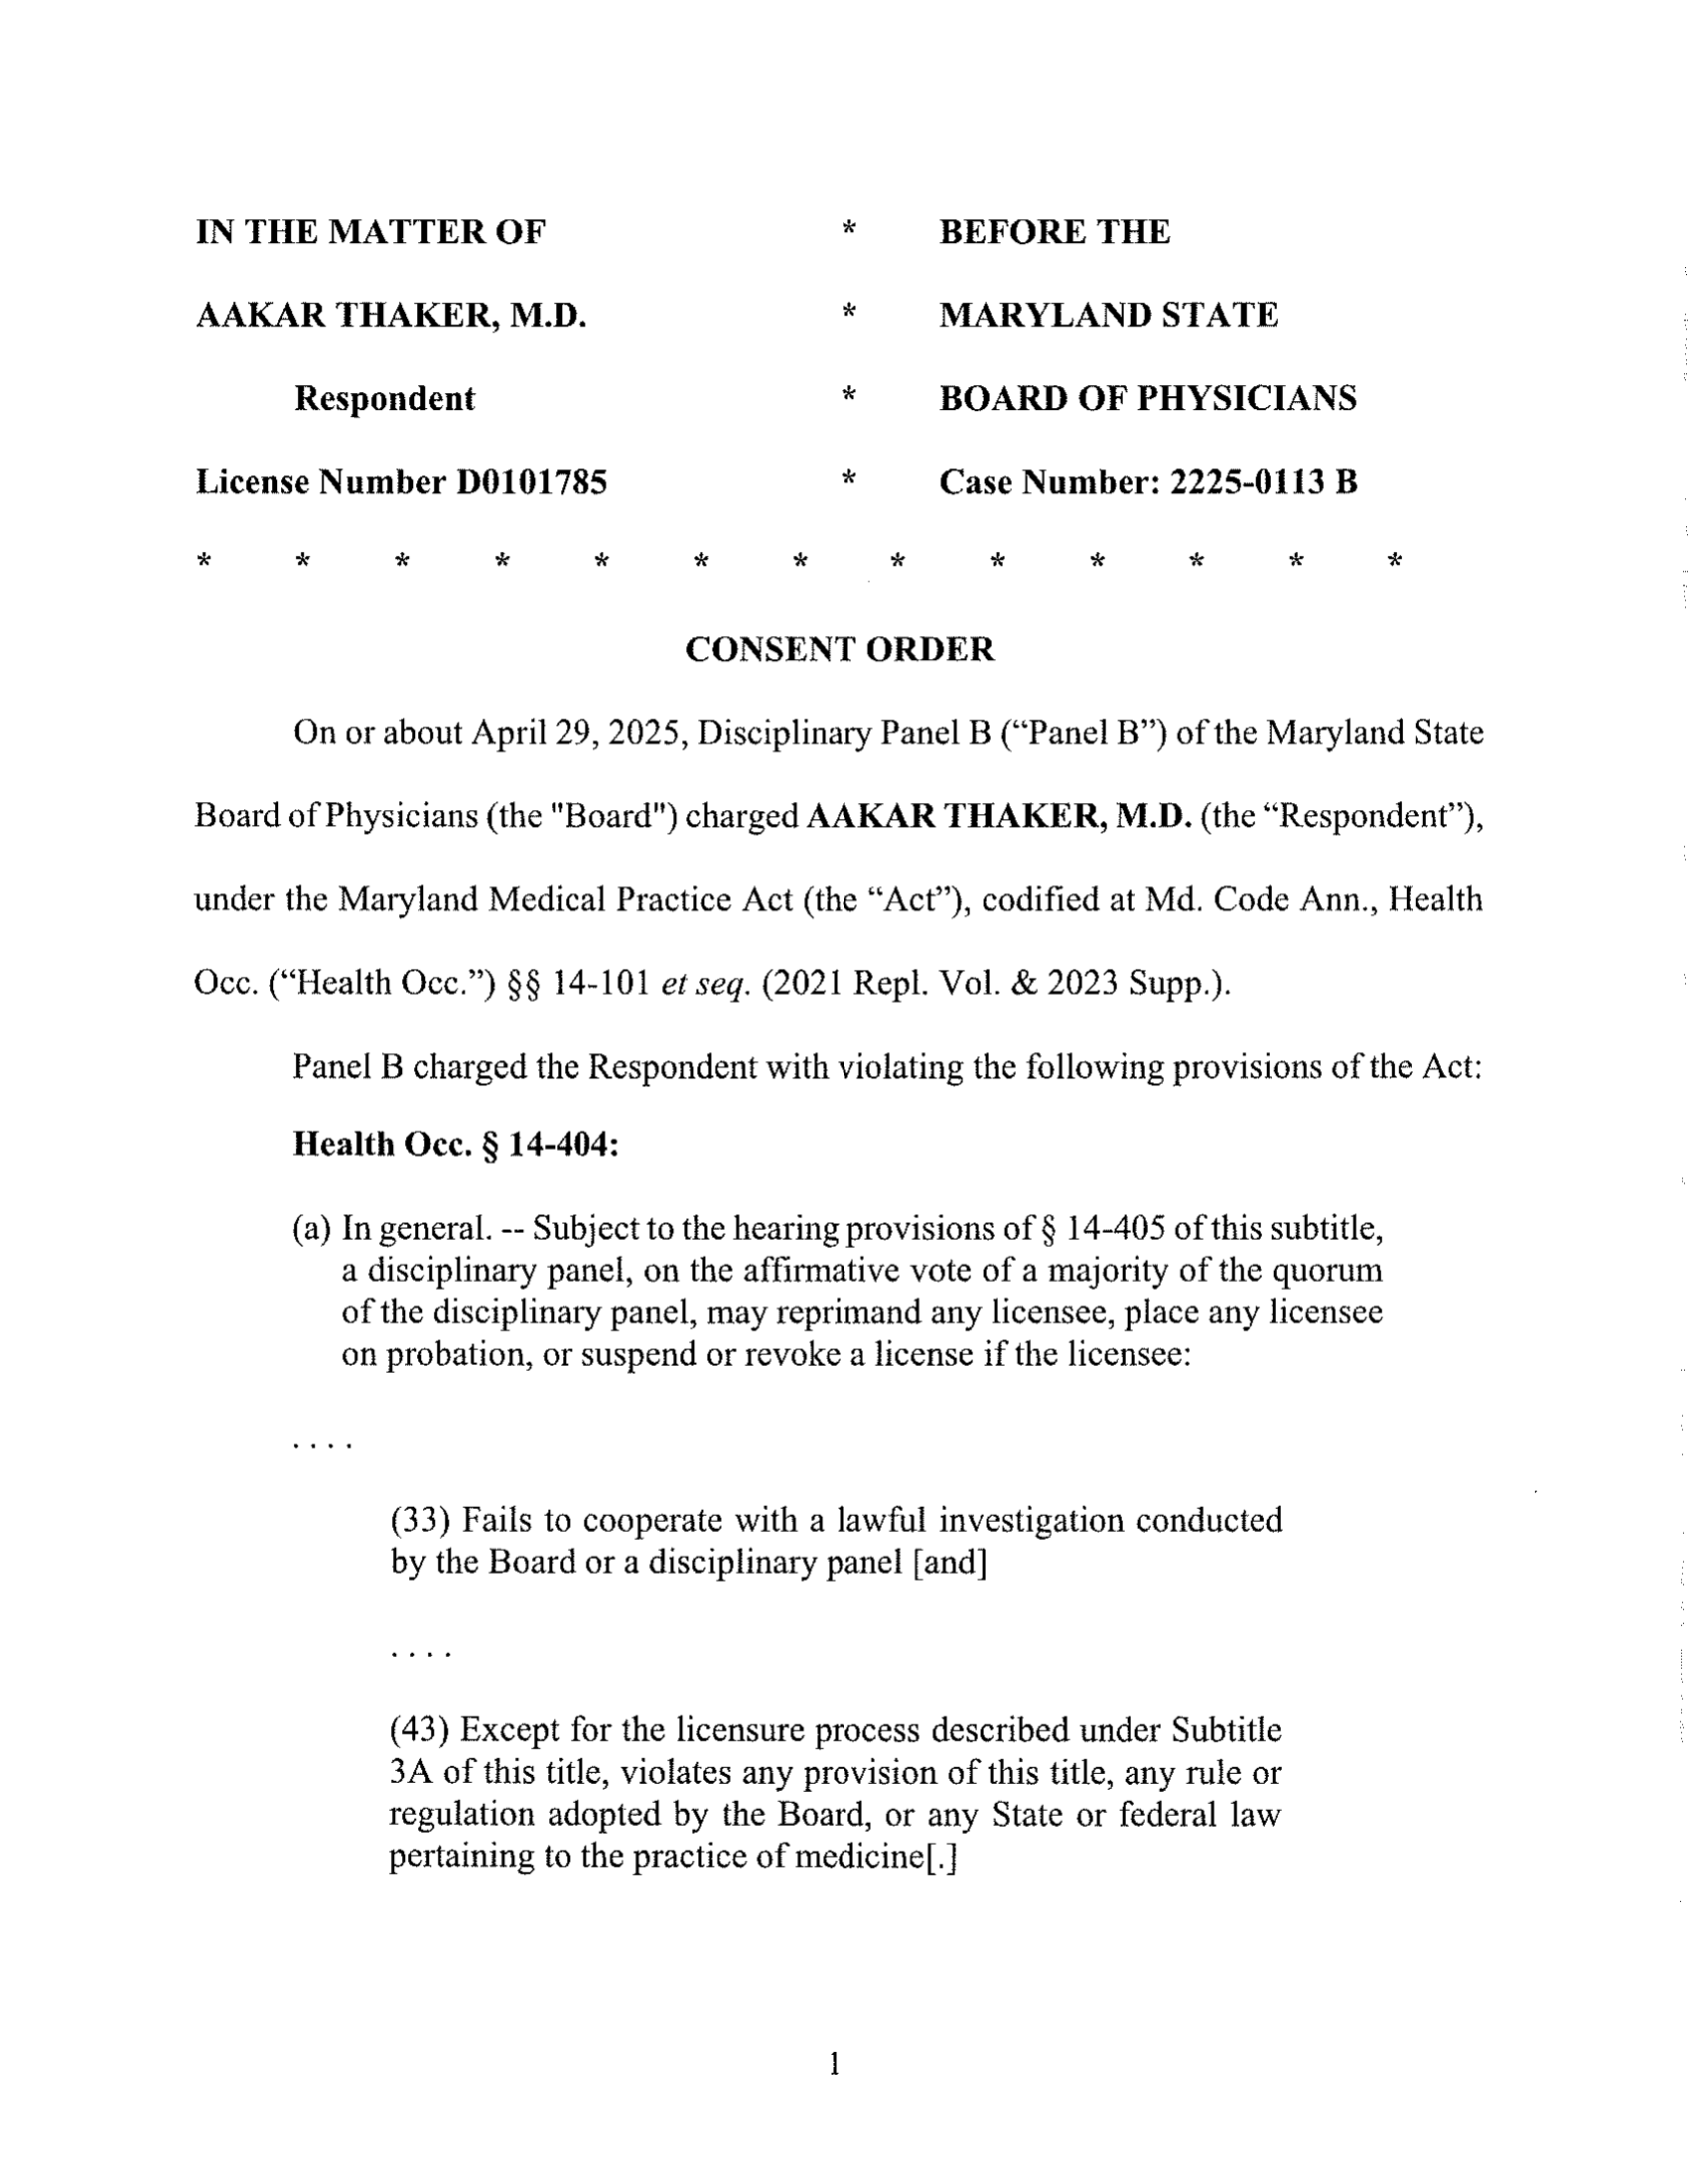 IN THE MATTER OF * BEFORE THE
AAKAR THAKER, M.D. * MARYLAND STATE
Respondent * BOARD OF PHYSICIANS
License Number D0101785 * Case Number: 2225-0113 B
* * * * * * * * * * * * *
CONSENT ORDER
On or about April 29, 2025, Disciplinary Panel B (“Panel B”) of the Maryland State
Board of Physicians (the "Board") charged AAKAR THAKER, M.D. (the “Respondent”),
under the Maryland Medical Practice Act (the “Act”), codified at Md. Code Ann., Health
Occ. (“Health Occ.”) §§ 14-101 et seq. (2021 Repl. Vol. & 2023 Supp.).
Panel B charged the Respondent with violating the following provisions of the Act:
Health Occ. § 14-404:
(a) In general. -- Subject to the hearing provisions of § 14-405 of this subtitle,
a disciplinary panel, on the affirmative vote of a majority of the quorum
of the disciplinary panel, may reprimand any licensee, place any licensee
on probation, or suspend or revoke a license if the licensee:
. . . .
(33) Fails to cooperate with a lawful investigation conducted
by the Board or a disciplinary panel [and]
. . . .
(43) Except for the licensure process described under Subtitle
3A of this title, violates any provision of this title, any rule or
regulation adopted by the Board, or any State or federal law
pertaining to the practice of medicine[.]
1